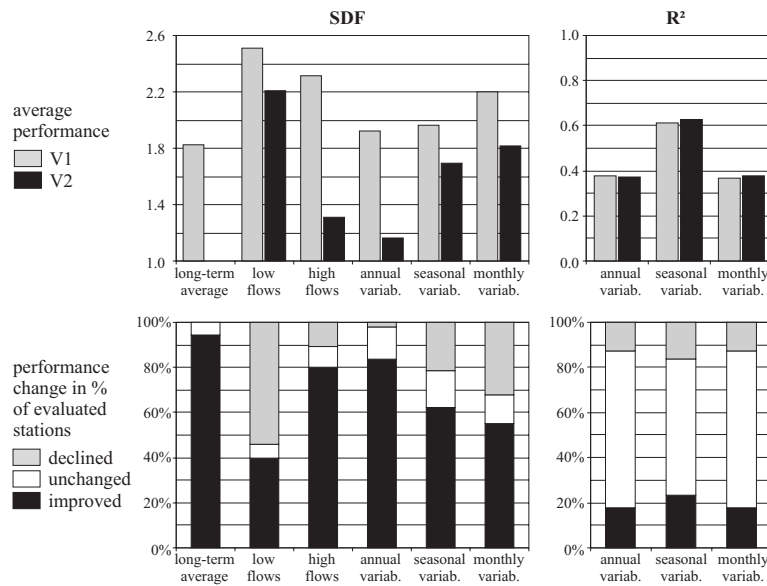 SDF
R²
average
performance
V1
V2
2.6
2.2
1.8
1.4
1.0
long-term
average
low
flows
high
flows
annual
variab.
seasonal
variab.
monthly
variab.
1.0
0.8
0.6
0.4
0.2
0.0
annual
variab.
seasonal
variab.
monthly
variab.
performance
change in %
of evaluated
stations
declined
unchanged
improved
100%
80%
60%
40%
20%
0%
long-term
average
low
flows
high
flows
annual
variab.
seasonal
variab.
monthly
variab.
100%
80%
60%
40%
20%
0%
annual
variab.
seasonal
variab.
monthly
variab.